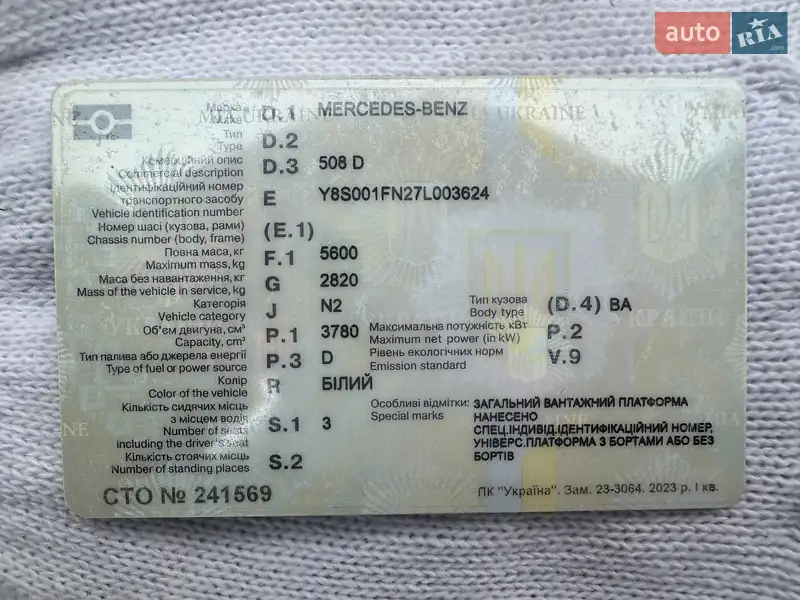 auto RIA .com
Марка D.1 MERCEDES-BENZ
Make
Тип D.2
Type
Комерційний опис D.3 508 D
Commercial description
Ідентифікаційний номер
транспортного засобу E Y8S001FN27L003624
Vehicle identification number
Номер шасі (кузова, рами) (E.1)
Chassis number (body, frame)
Повна маса, кг F.1 5600
Maximum mass, kg
Маса без навантаження, кг G 2820
Mass of the vehicle in service, kg
Категорія J N2 Тип кузова (D.4) ВА
Vehicle category Body type
Об'єм двигуна, см³ P.1 3780 Максимальна потужність кВт P.2
Capacity, cm³ Maximum net power (in kW)
Тип палива або джерела енергії P.3 D Рівень екологічних норм V.9
Type of fuel or power source Emission standard
Колір R БІЛИЙ
Color of the vehicle
Кількість сидячих місць Особливі відмітки: ЗАГАЛЬНИЙ ВАНТАЖНИЙ ПЛАТФОРМА
з місцем водія S.1 3 Special marks НАНЕСЕНО
Number of seats СПЕЦ.ІНДИВІД.ІДЕНТИФІКАЦІЙНИЙ НОМЕР,
including the driver's seat УНІВЕРС.ПЛАТФОРМА З БОРТАМИ АБО БЕЗ
Кількість стоячих місць S.2 БОРТІВ
Number of standing places
СТО № 241569 ПК "Україна". Зам. 23-3064. 2023 р. І кв.